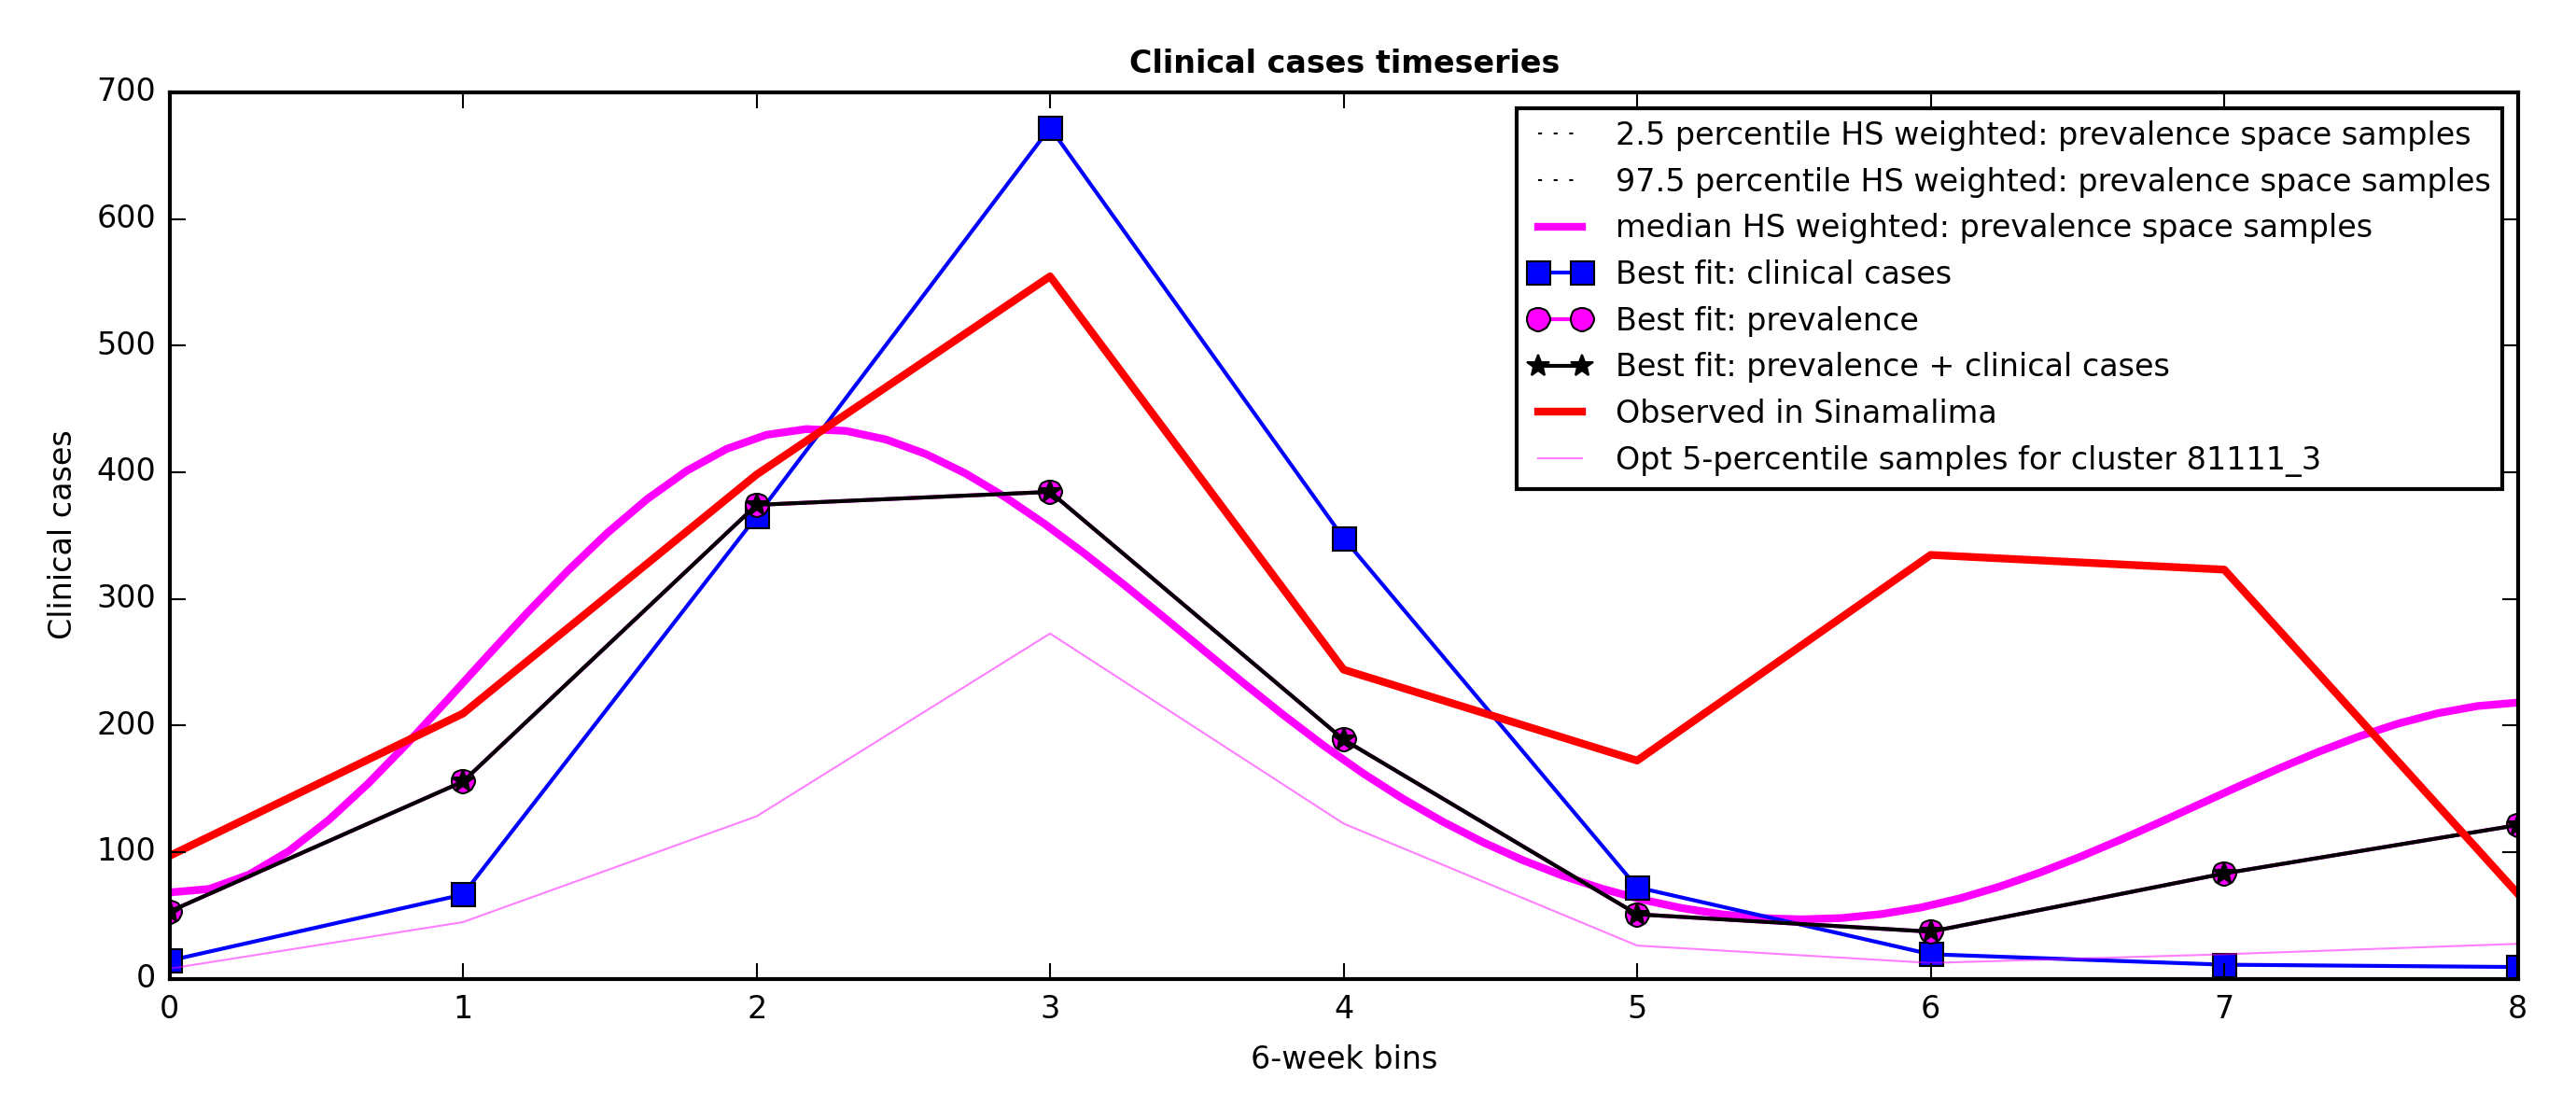 Clinical cases timeseries
700
600
500
400
300
200
100
0
Clinical cases
2.5 percentile HS weighted: prevalence space samples
97.5 percentile HS weighted: prevalence space samples
median HS weighted: prevalence space samples
Best fit: clinical cases
Best fit: prevalence
Best fit: prevalence + clinical cases
Observed in Sinamalima
Opt 5-percentile samples for cluster 81111_3
0 1 2 3 4 5 6 7 8
6-week bins